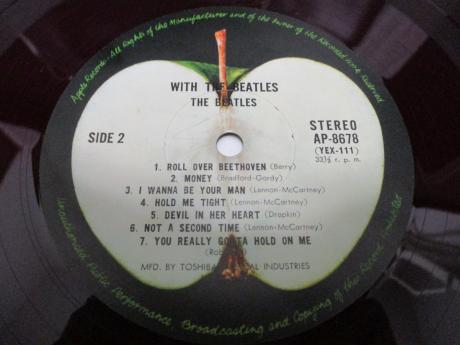 Apple Records · All Rights of the Manufacturer and of the Owner of the Recorded Work Reserved
WITH THE BEATLES
THE BEATLES
SIDE 2
STEREO
AP-8678
(YEX-111)
33⅓ r. p. m.
1. ROLL OVER BEETHOVEN (Berry)
2. MONEY (Bradford-Gordy)
3. I WANNA BE YOUR MAN (Lennon-McCartney)
4. HOLD ME TIGHT (Lennon-McCartney)
5. DEVIL IN HER HEART (Drapkin)
6. NOT A SECOND TIME (Lennon-McCartney)
7. YOU REALLY GOTTA HOLD ON ME
MFD. BY TOSHIBA INDUSTRIES
Unauthorized Public Performance, Broadcasting and Copying of this Record Prohibited